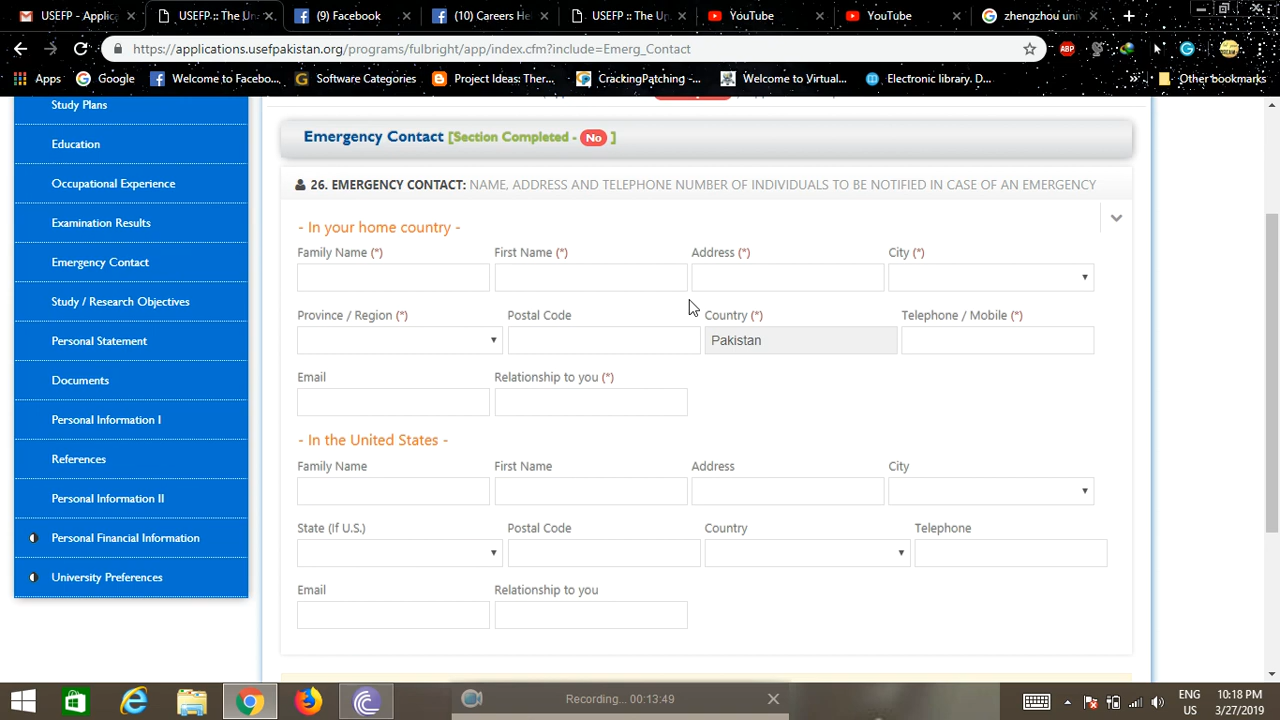 USEFP - Applica
USEFP :: The Un
(9) Facebook
(10) Careers He
USEFP :: The Up
YouTube
YouTube
zhengzhou uni
https://applications.usefpakistan.org/programs/fulbright/app/index.cfm?include=Emerg_Contact
ABP
Apps
Google
Welcome to Facebo...
Software Categories
Project Ideas: Ther...
CrackingPatching -...
Welcome to Virtual...
Electronic library. D...
Other bookmarks
Study Plans
Education
Occupational Experience
Examination Results
Emergency Contact
Study / Research Objectives
Personal Statement
Documents
Personal Information I
References
Personal Information II
Personal Financial Information
University Preferences
Emergency Contact [Section Completed - No ]
26. EMERGENCY CONTACT: NAME, ADDRESS AND TELEPHONE NUMBER OF INDIVIDUALS TO BE NOTIFIED IN CASE OF AN EMERGENCY
- In your home country -
Family Name (*) First Name (*) Address (*) City (*)
Province / Region (*) Postal Code Country (*) Telephone / Mobile (*)
Pakistan
Email Relationship to you (*)
- In the United States -
Family Name First Name Address City
State (If U.S.) Postal Code Country Telephone
Email Relationship to you
Recording... 00:13:49
ENG
US
10:18 PM
3/27/2019